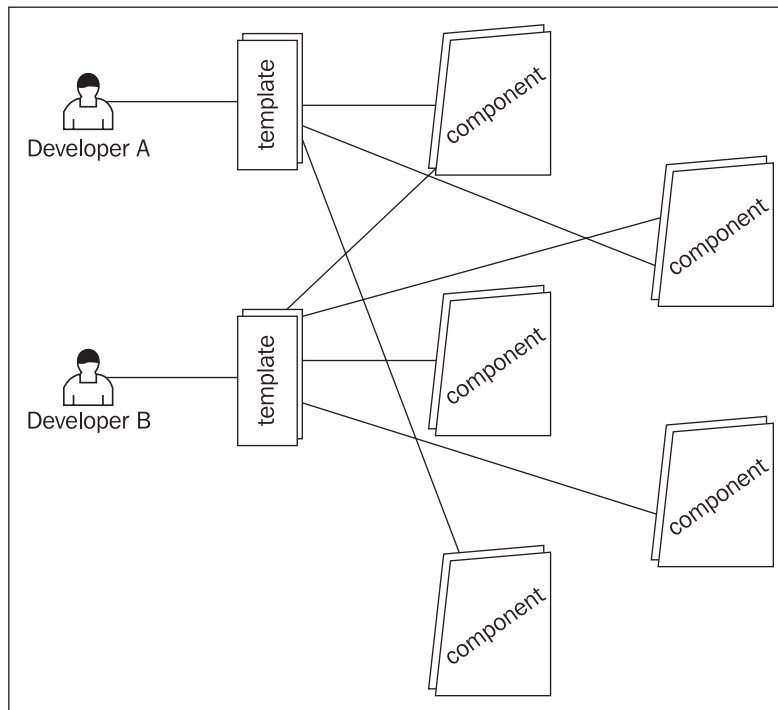 template
component
Developer A
component
template
component
Developer B
component
component